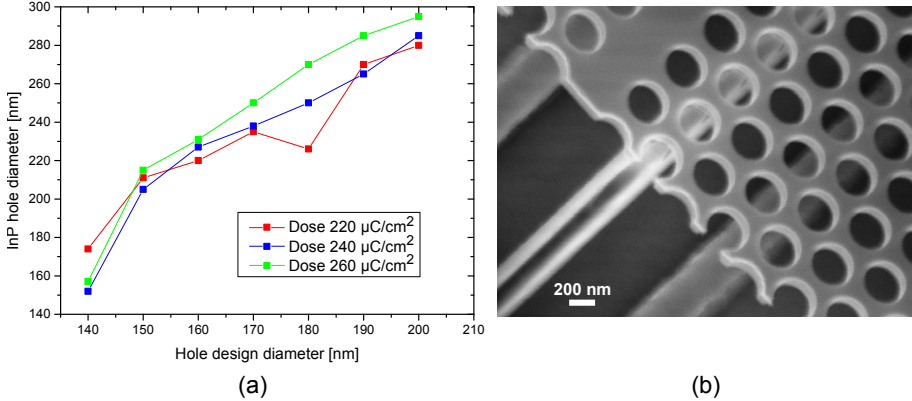 300
280
260
240
220
200
180
160
140
InP hole diameter [nm]
Dose 220 μC/cm²
Dose 240 μC/cm²
Dose 260 μC/cm²
140 150 160 170 180 190 200 210
Hole design diameter [nm]
(a)
200 nm
(b)